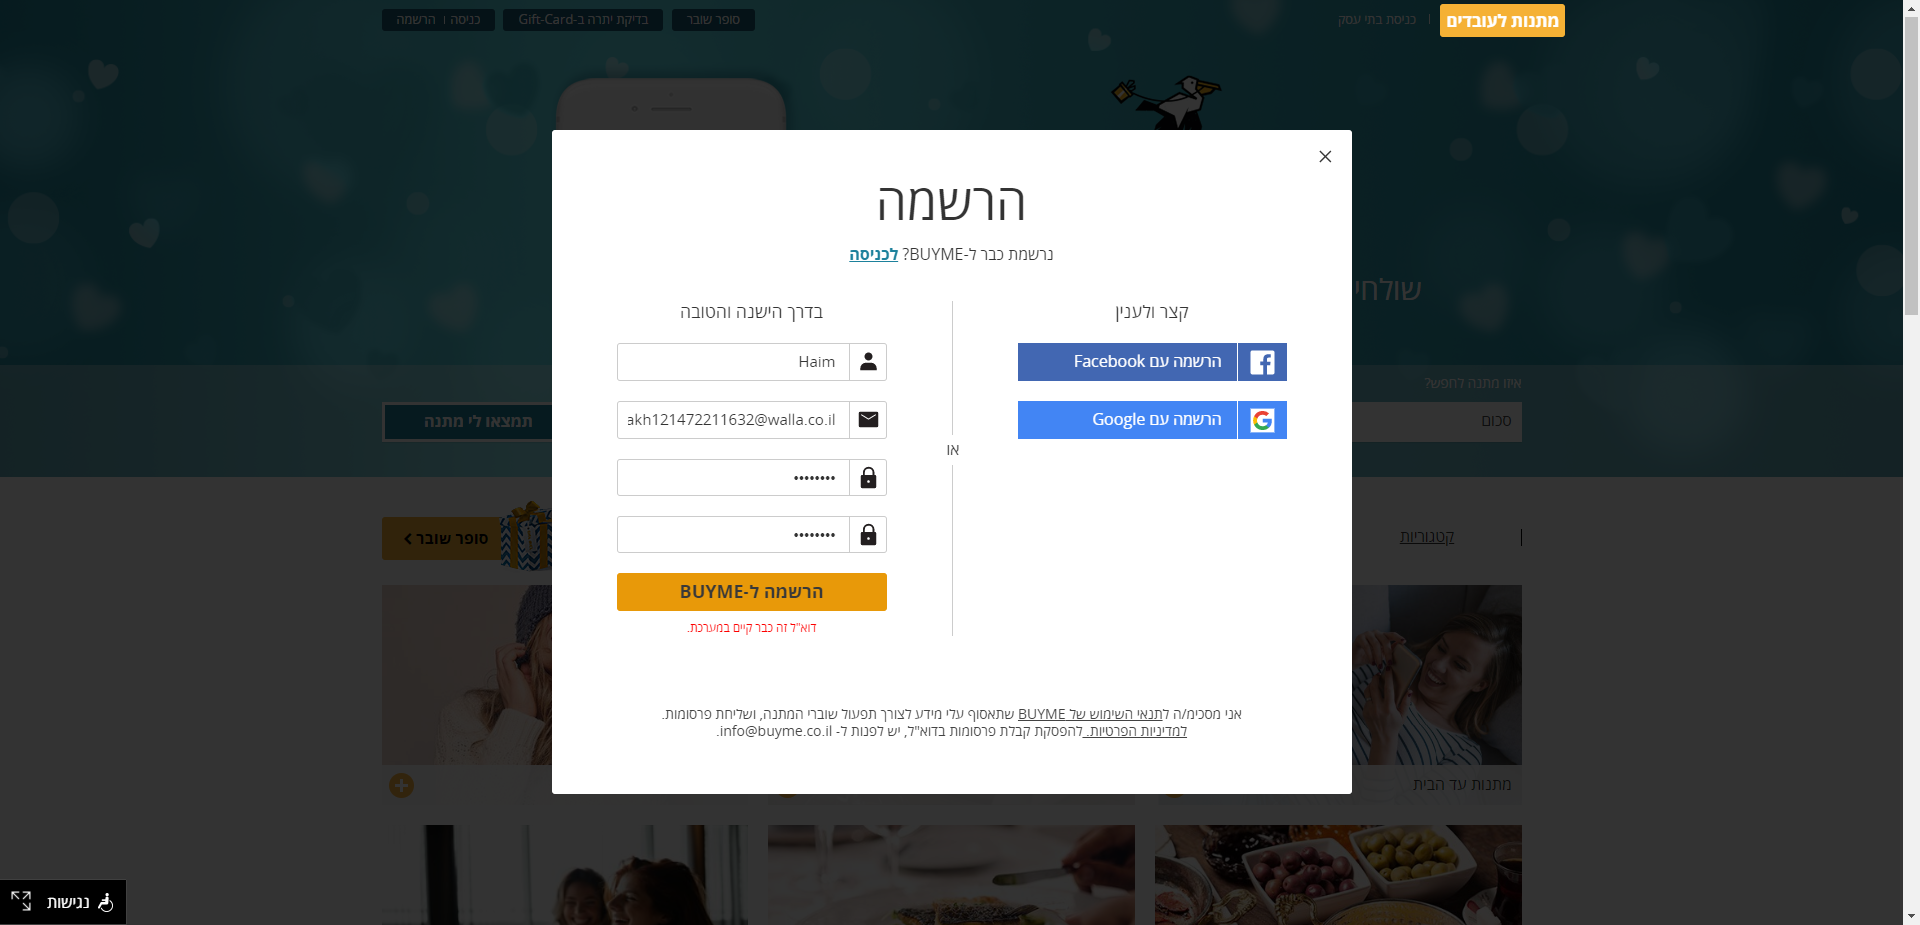 מתנות לעובדים
כניסת בתי עסק
סופר שובר
בדיקת יתרה ב-Gift-Card
כניסה | הרשמה
הרשמה
נרשמת כבר ל-BUYME? לכניסה
שולחי
קצר ולענין
הרשמה עם Facebook
הרשמה עם Google
או
בדרך הישנה והטובה
Haim
akh121472211632@walla.co.il
••••••••
••••••••
הרשמה ל-BUYME
דוא"ל זה כבר קיים במערכת.
איזו מתנה לחפש?
סכום
תמצאו לי מתנה
קטגוריות
סופר שובר
אני מסכימ/ה לתנאי השימוש של BUYME שתאסוף עלי מידע לצורך תפעול שוברי המתנה, ושליחת פרסומות.
למדיניות הפרטיות. להפסקת קבלת פרסומות בדוא"ל, יש לפנות ל- info@buyme.co.il.
מתנות עד הבית
נגישות